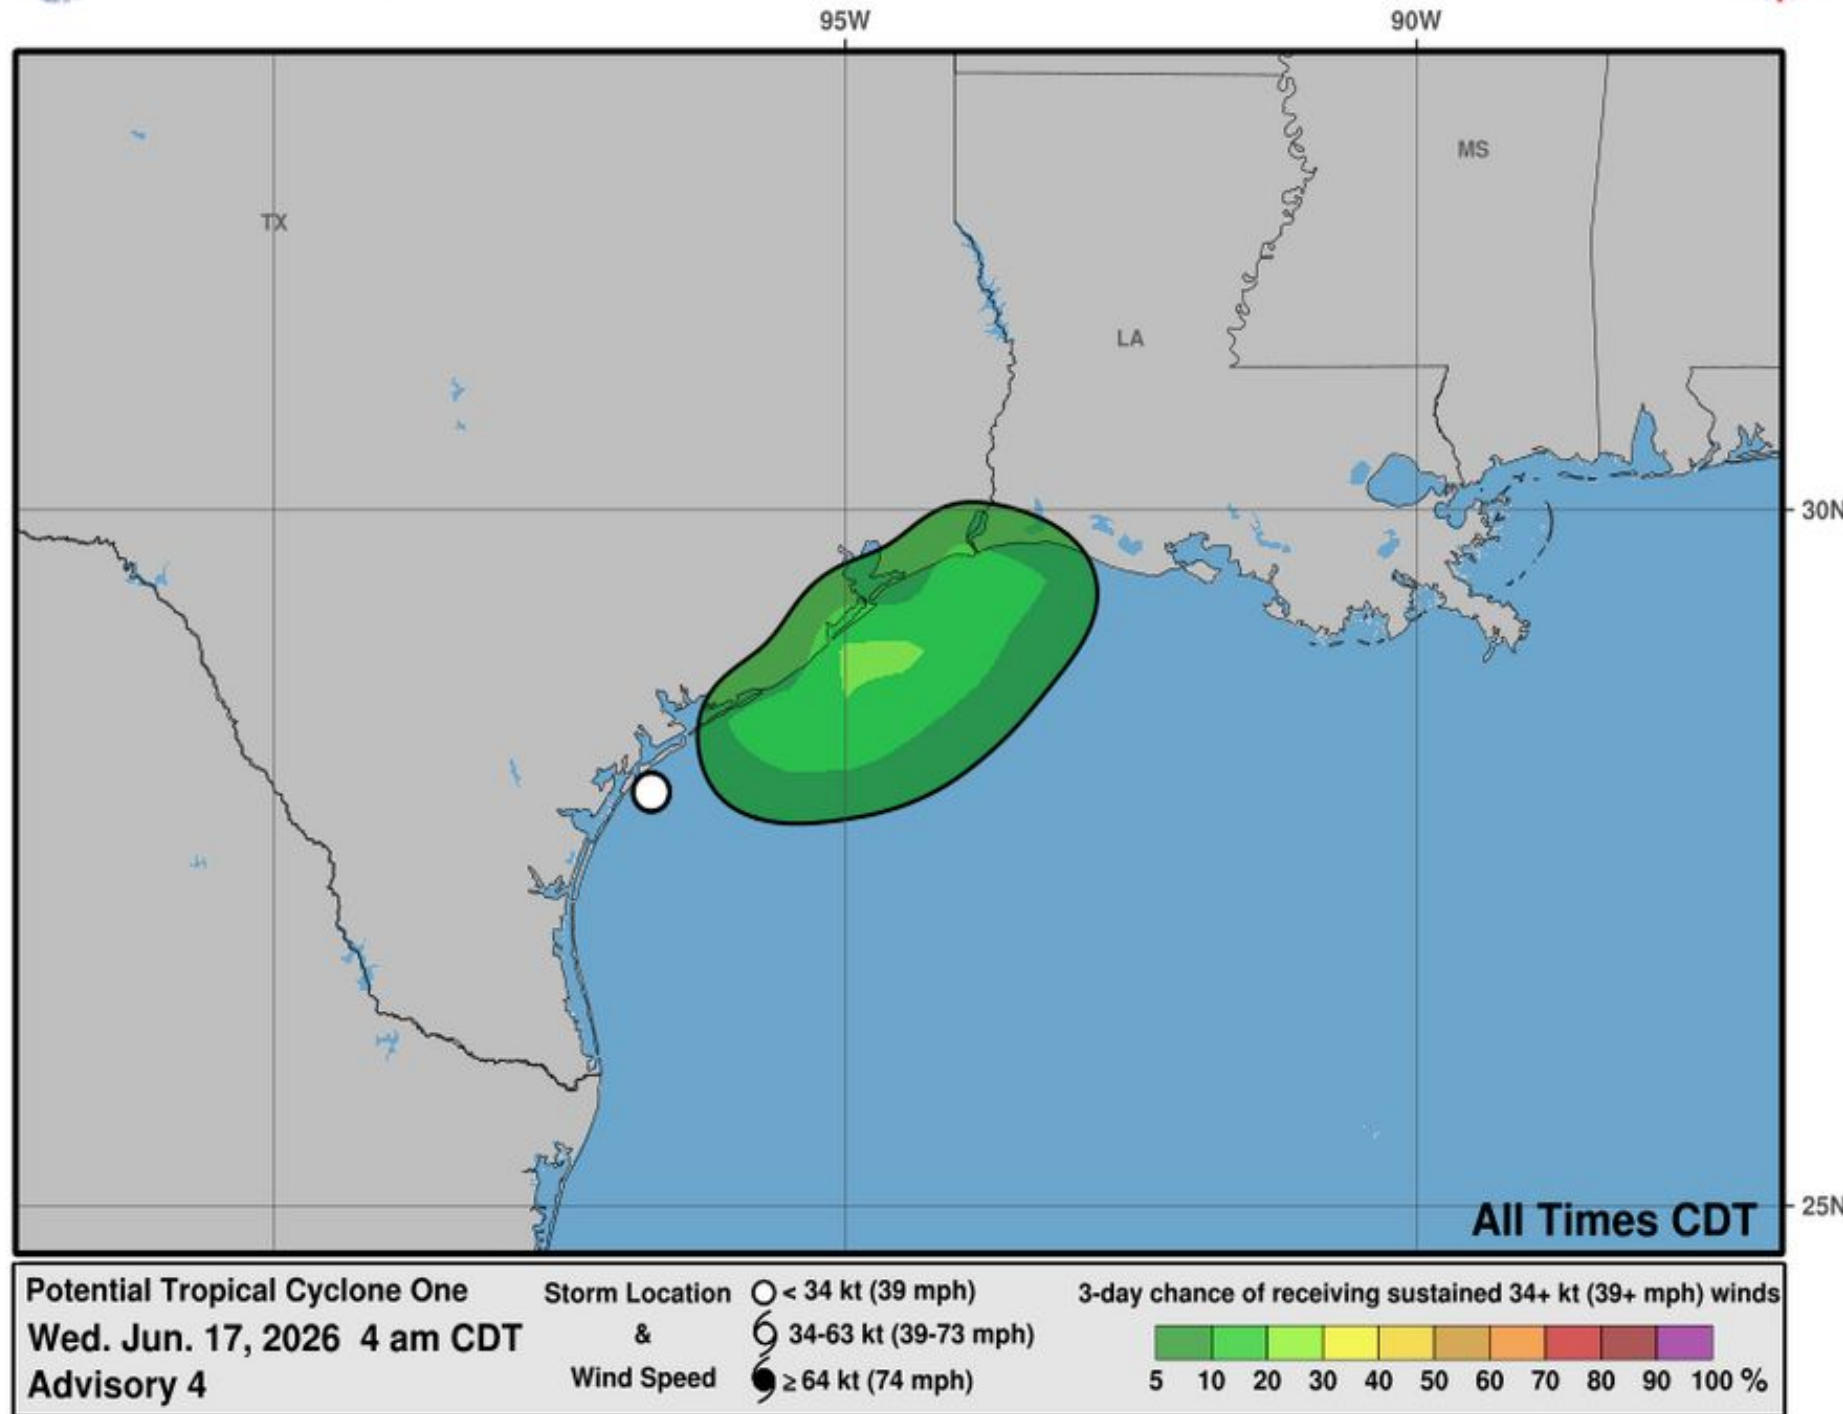 95W 90W
MS
TX
LA
30N
25N
All Times CDT
Potential Tropical Cyclone One
Wed. Jun. 17, 2026 4 am CDT
Advisory 4
Storm Location
&
Wind Speed
< 34 kt (39 mph)
34-63 kt (39-73 mph)
≥ 64 kt (74 mph)
3-day chance of receiving sustained 34+ kt (39+ mph) winds
5 10 20 30 40 50 60 70 80 90 100 %